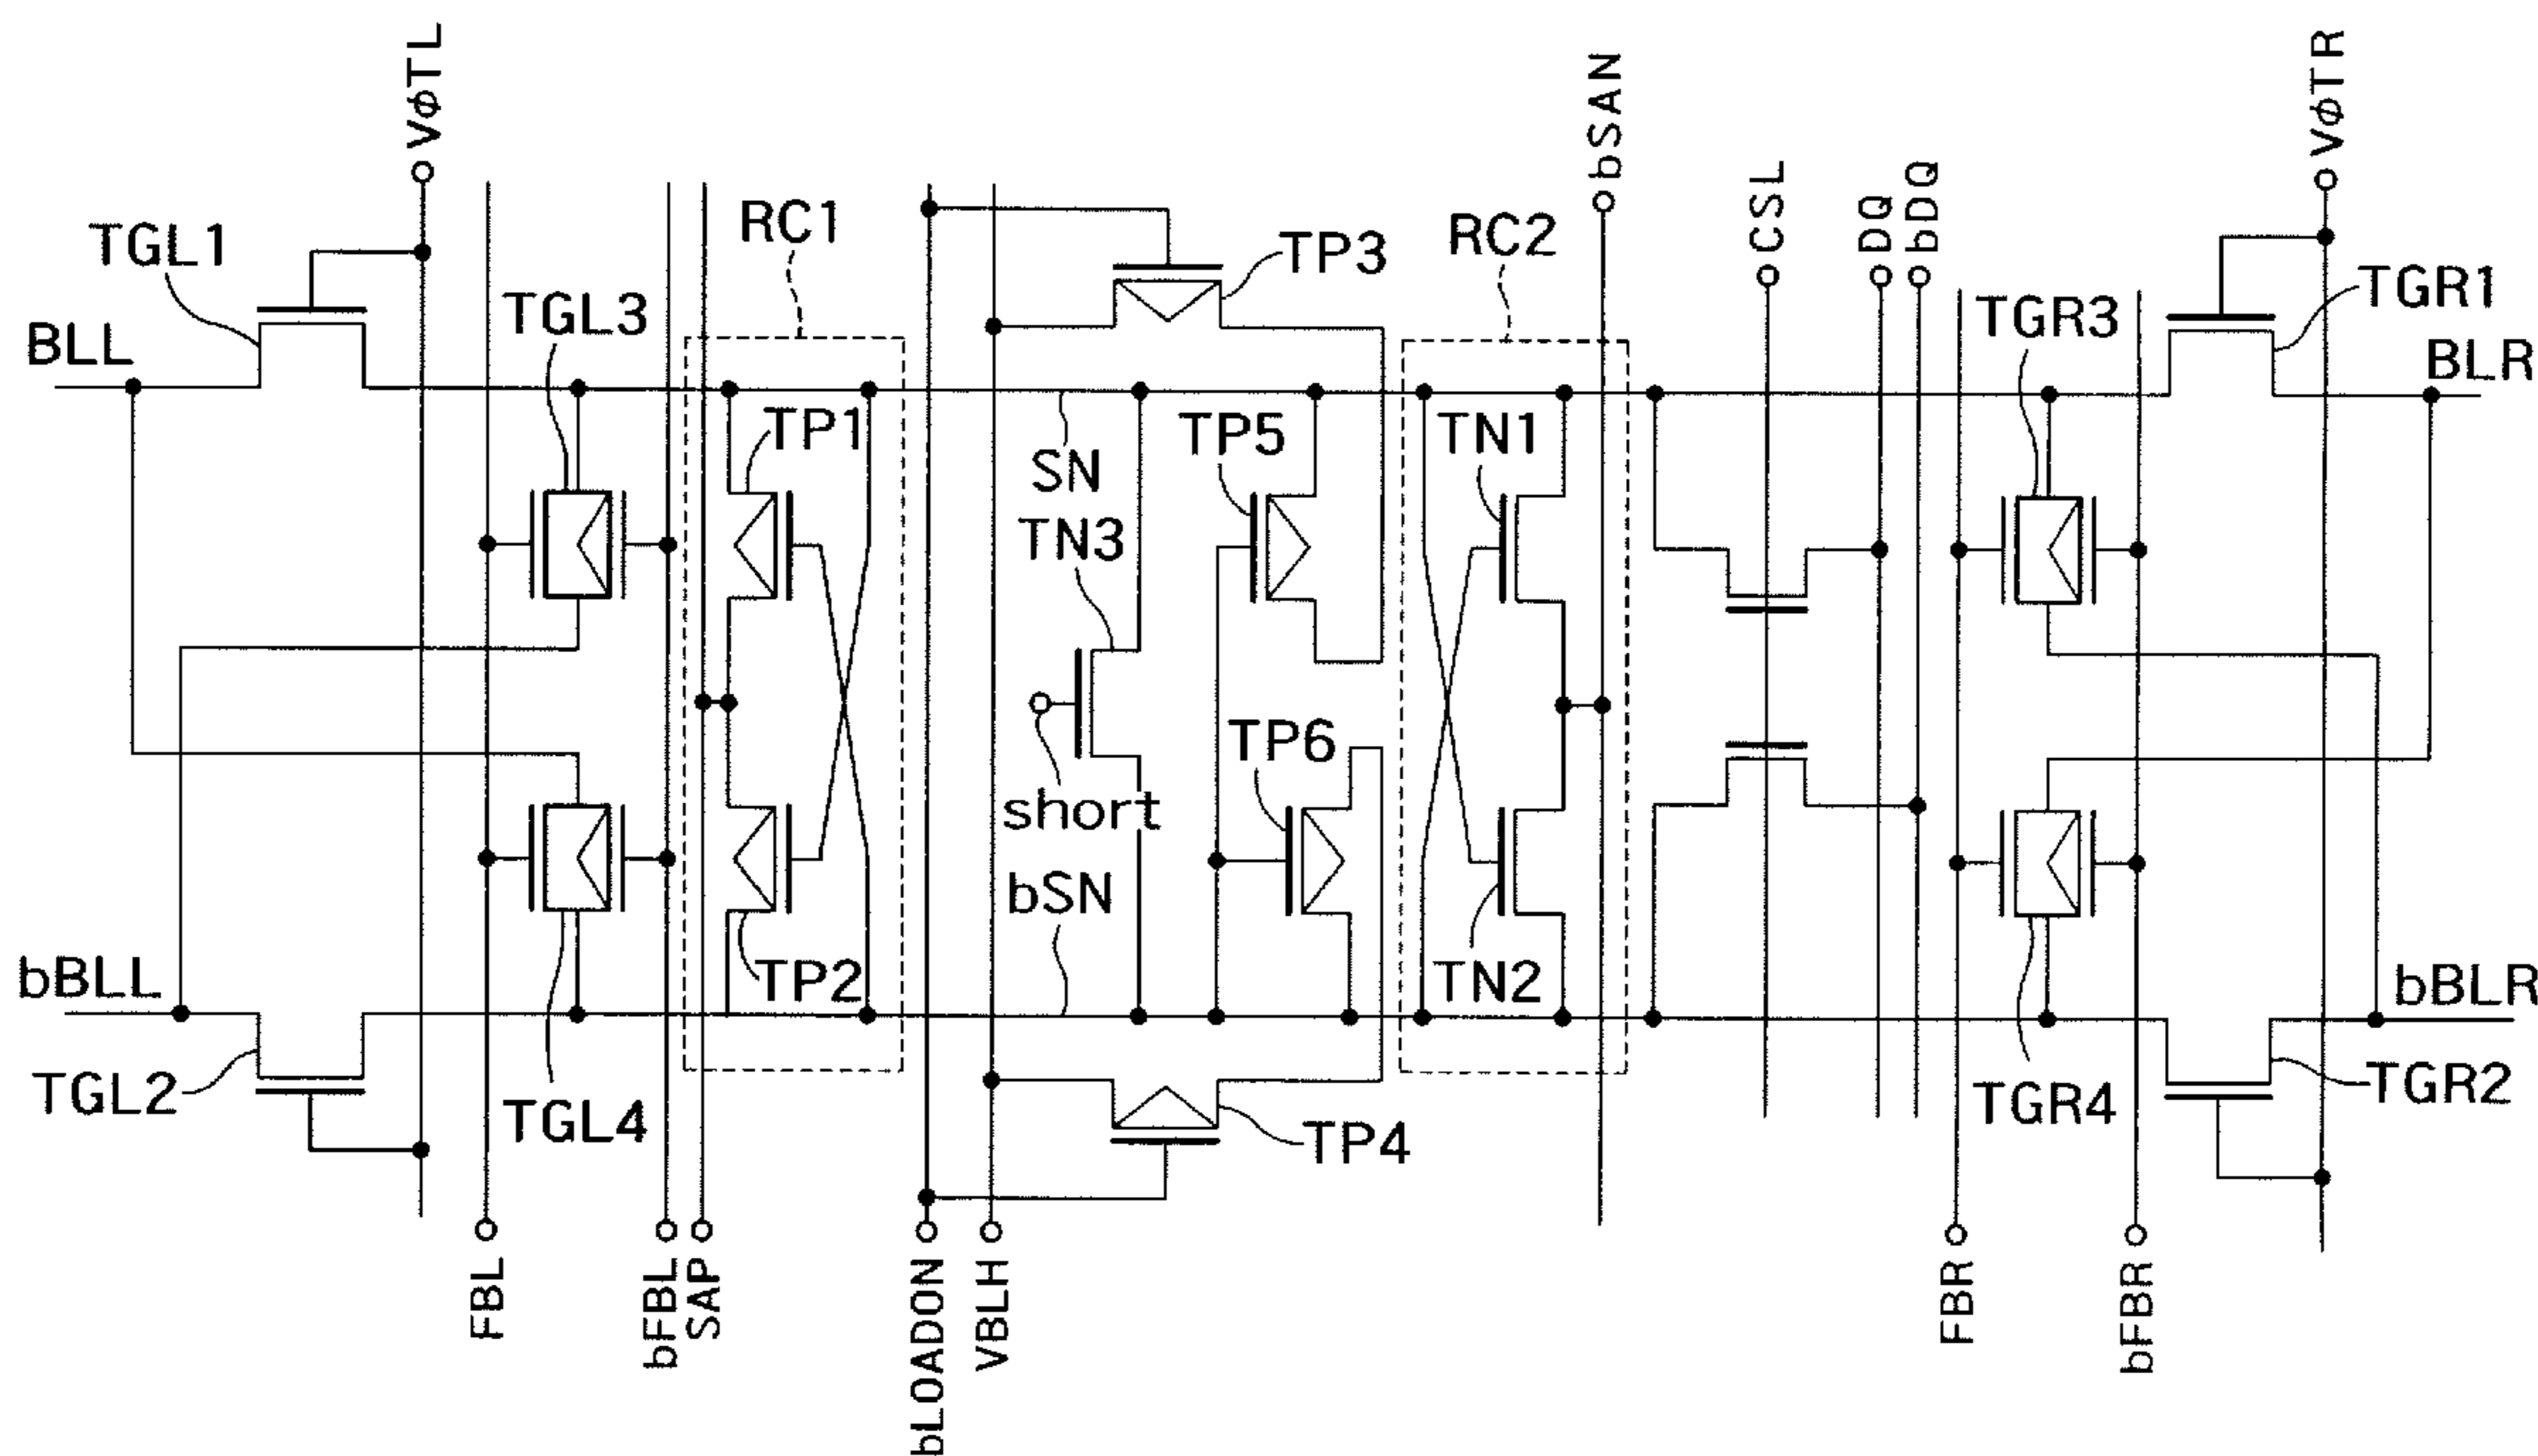 VφTL
bSAN
VφTR
CSL
DQ
bDQ
RC1
RC2
TGL1
TP3
TGL3
TGR3
TGR1
BLL
BLR
TP1
TP5
TN1
SN
TN3
TP6
short
bSN
bBLL
TP2
TN2
bBLR
TGL2
TGL4
TP4
TGR4
TGR2
FBL
bFBL
SAP
bLOADON
VBLH
FBR
bFBR